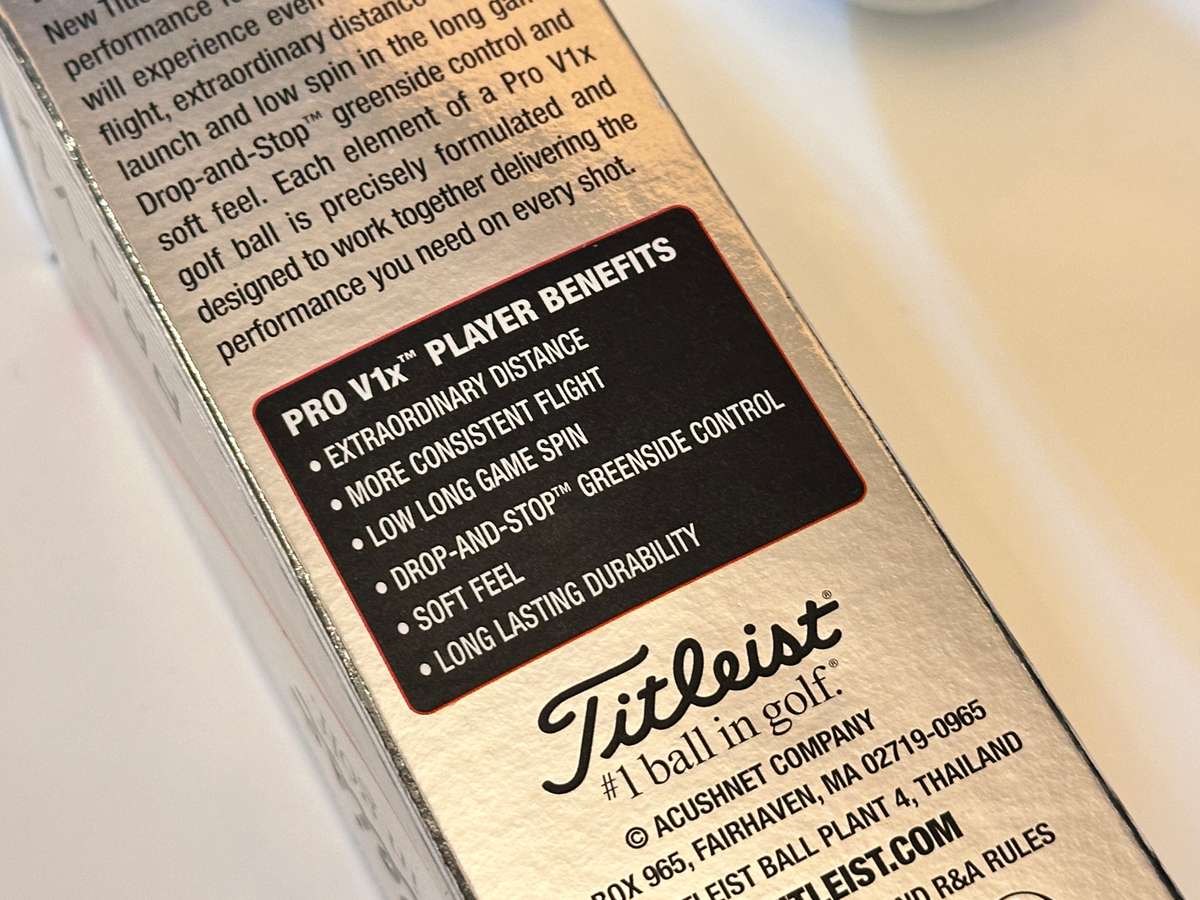 New Titleist
performance
will experience even
flight, extraordinary distance
launch and low spin in the long game
Drop-and-Stop™ greenside control and
soft feel. Each element of a Pro V1x
golf ball is precisely formulated and
designed to work together delivering the
performance you need on every shot.
PRO V1x™ PLAYER BENEFITS
• EXTRAORDINARY DISTANCE
• MORE CONSISTENT FLIGHT
• LOW LONG GAME SPIN
• DROP-AND-STOP™ GREENSIDE CONTROL
• SOFT FEEL
• LONG LASTING DURABILITY
Titleist®
#1 ball in golf.®
© ACUSHNET COMPANY
BOX 965, FAIRHAVEN, MA 02719-0965
TLEIST BALL PLANT 4, THAILAND
TLEIST.COM
ND R&A RULES